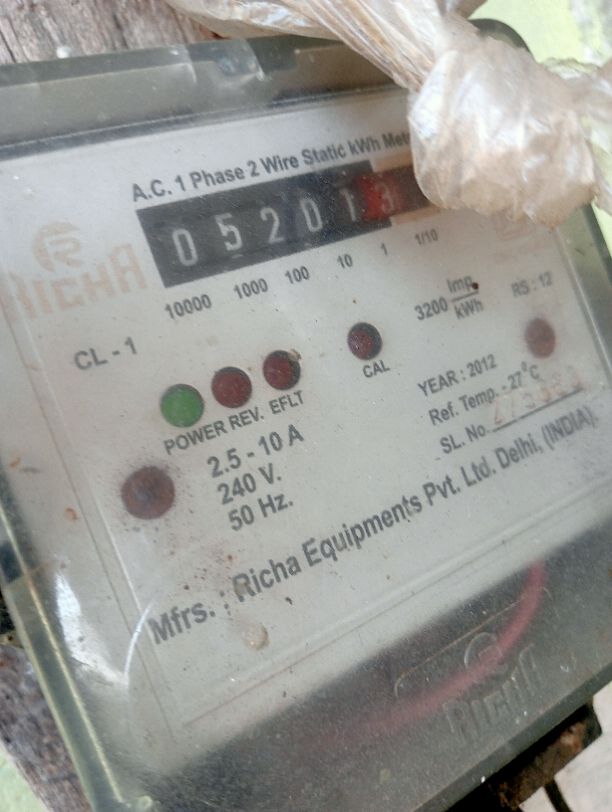 A.C. 1 Phase 2 Wire Static kWh Mete
0 5 2 0 1 3
10000 1000 100 10 1 1/10
RICHA
CL - 1
3200 Imp. / kWh RS : 12
CAL
POWER REV. EFLT
YEAR : 2012
Ref. Temp. - 27°C
SL. No.
2.5 - 10 A
240 V.
50 Hz.
Mfrs. : Richa Equipments Pvt. Ltd. Delhi, (INDIA).
RICHA